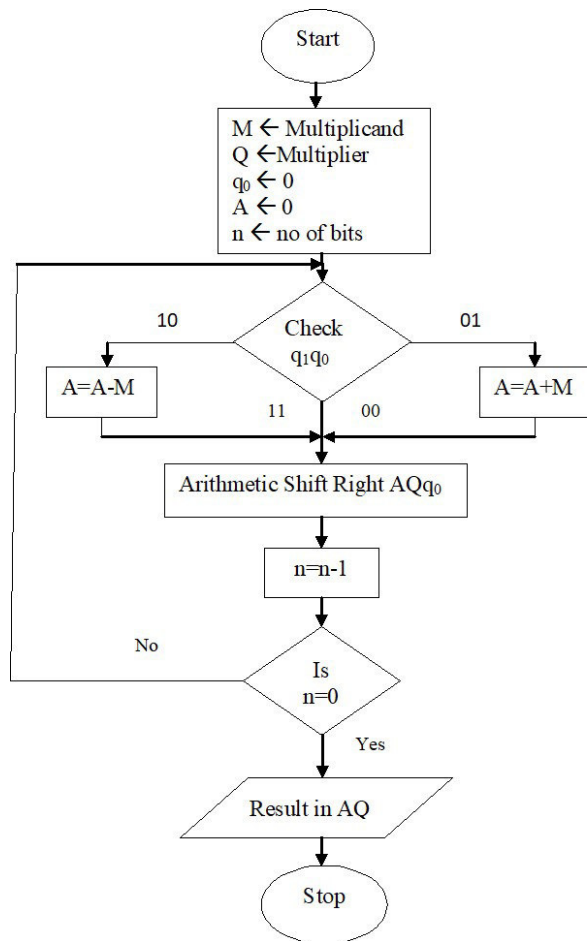 Start
M ← Multiplicand
Q ←Multiplier
q₀ ← 0
A ← 0
n ← no of bits
10
Check
q₁q₀
01
A=A-M
A=A+M
11
00
Arithmetic Shift Right AQq₀
n=n-1
No
Is
n=0
Yes
Result in AQ
Stop